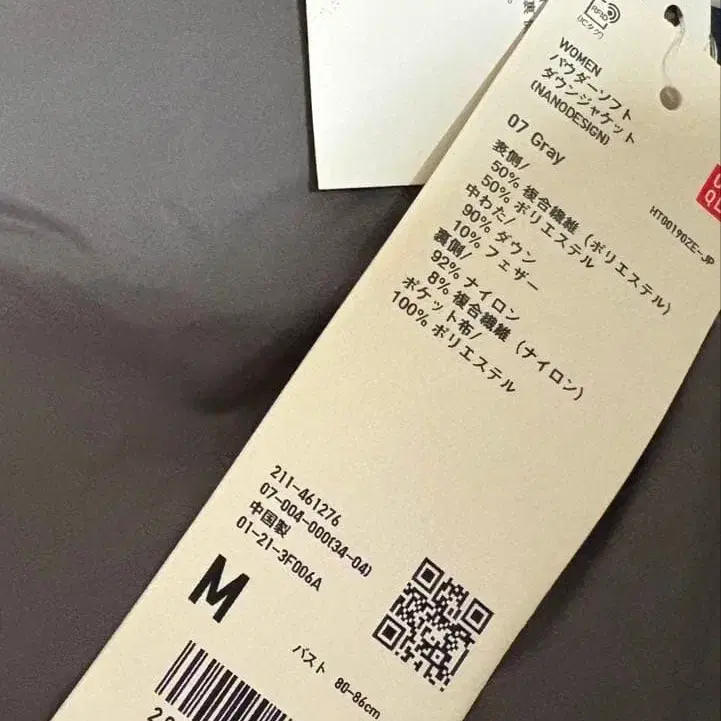 RFID
(ICタグ)
WOMEN
パウダーソフト
ダウンジャケット
(NANODESIGN)
07 Gray
HT00190ZE-JP
表側/
50% 複合繊維 (ポリエステル)
50% ポリエステル
中わた/
90% ダウン
10% フェザー
裏側/
92% ナイロン
8% 複合繊維 (ナイロン)
ポケット布/
100% ポリエステル
211-461276
07-004-000(34-04)
中国製
01-21-3F006A
M
バスト 80-86cm